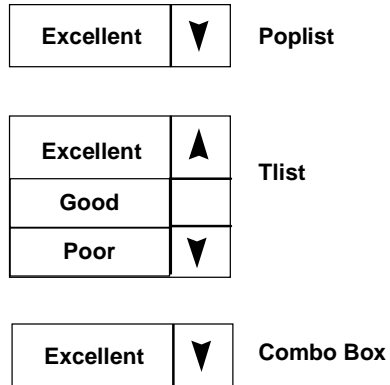 Excellent Poplist
Excellent
Tlist
Good
Poor
Excellent Combo Box